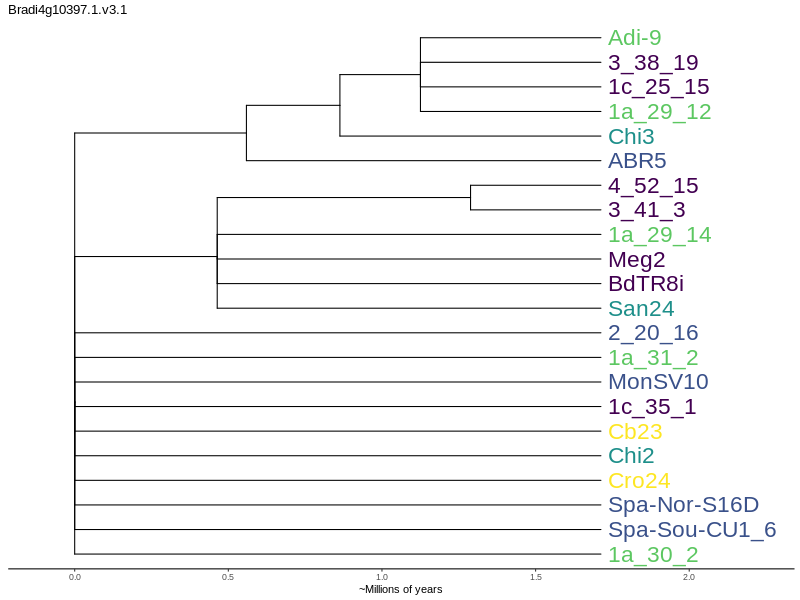 Bradi4g10397.1.v3.1
Adi-9
3_38_19
1c_25_15
1a_29_12
Chi3
ABR5
4_52_15
3_41_3
1a_29_14
Meg2
BdTR8i
San24
2_20_16
1a_31_2
MonSV10
1c_35_1
Cb23
Chi2
Cro24
Spa-Nor-S16D
Spa-Sou-CU1_6
1a_30_2
0.0 0.5 1.0 1.5 2.0
~Millions of years